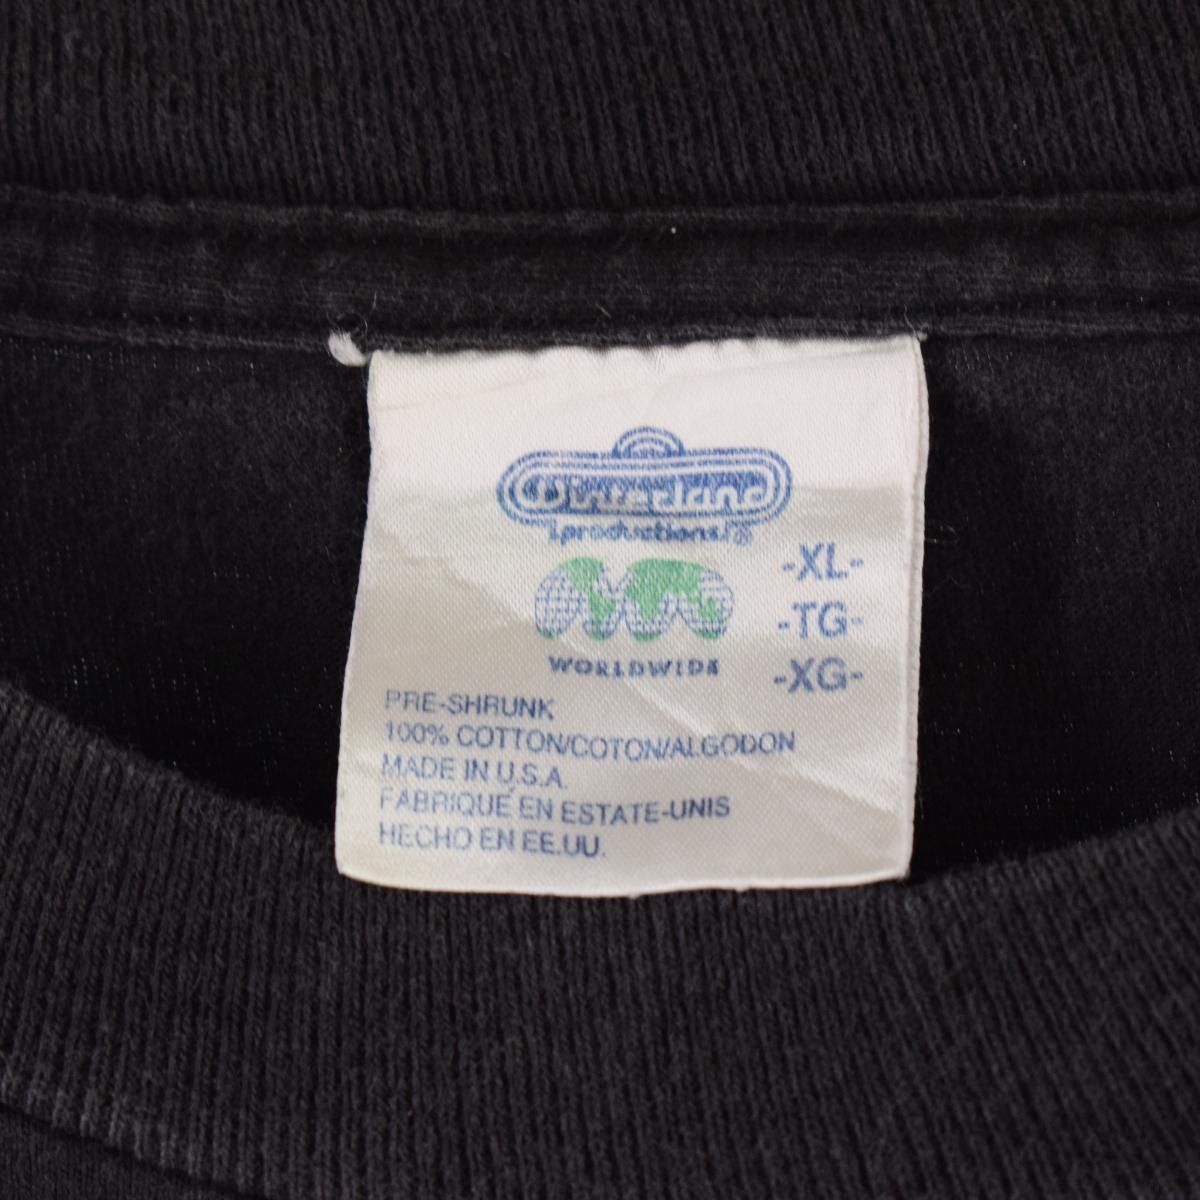 Winterland
productions®
-XL-
-TG-
-XG-
WORLDWIDE
PRE-SHRUNK
100% COTTON/COTON/ALGODON
MADE IN U.S.A.
FABRIQUÉ EN ESTATE-UNIS
HECHO EN EE.UU.